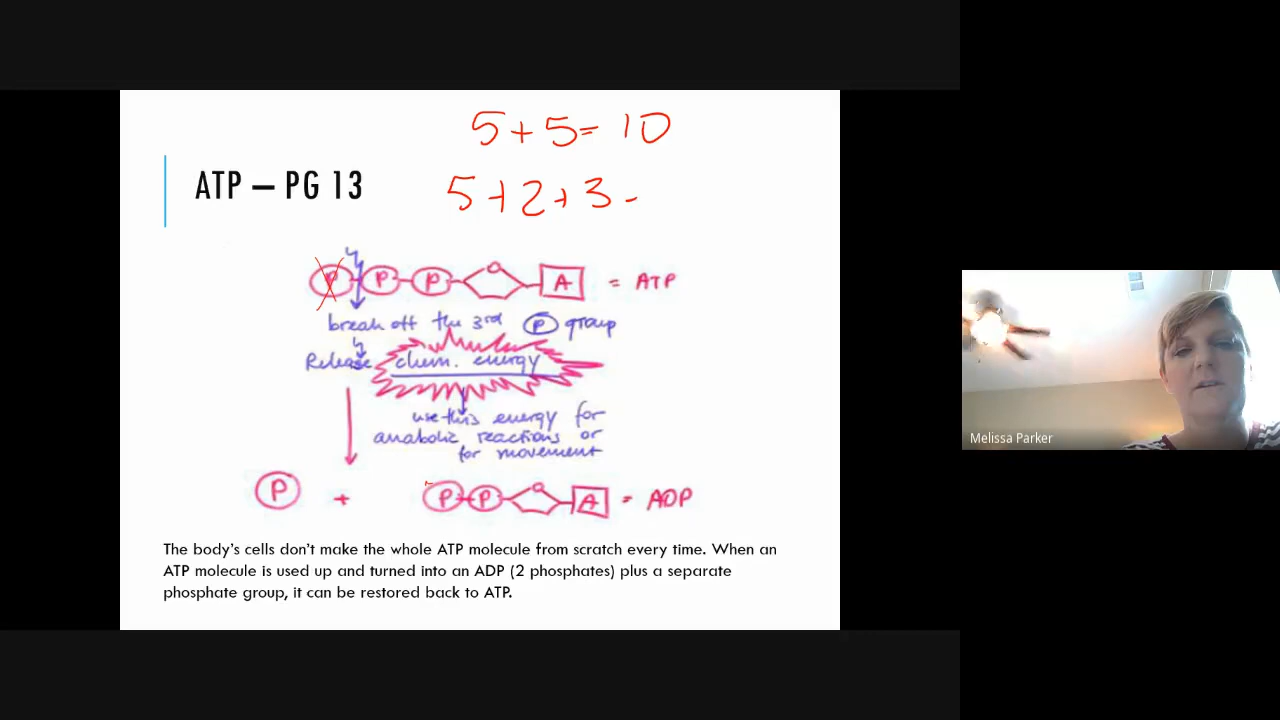 5+5=10
ATP – PG 13
5+2+3-
P P P A = ATP
break off the 3rd P group
Release chem. energy
use this energy for
anabolic reactions or
for movement
P + P P A = ADP
The body's cells don't make the whole ATP molecule from scratch every time. When an
ATP molecule is used up and turned into an ADP (2 phosphates) plus a separate
phosphate group, it can be restored back to ATP.
Melissa Parker